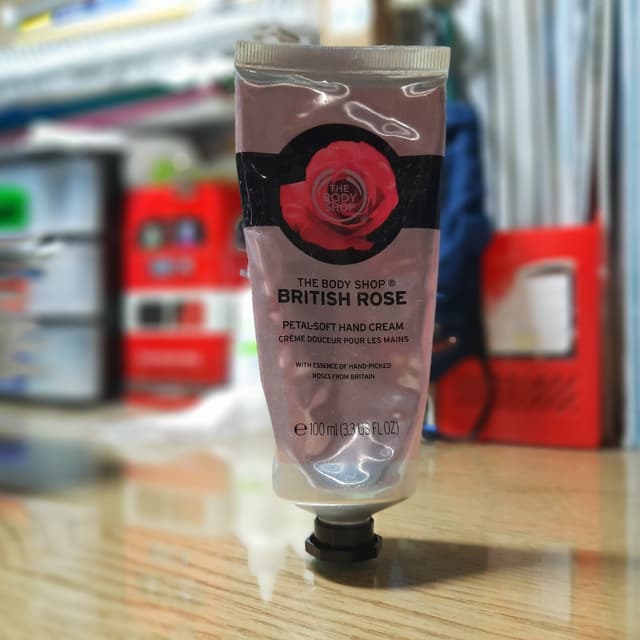 THE
BODY
SHOP
THE BODY SHOP ®
BRITISH ROSE
PETAL-SOFT HAND CREAM
CRÈME DOUCEUR POUR LES MAINS
WITH ESSENCE OF HAND-PICKED
ROSES FROM BRITAIN
℮ 100 ml (3.3 US FL OZ)